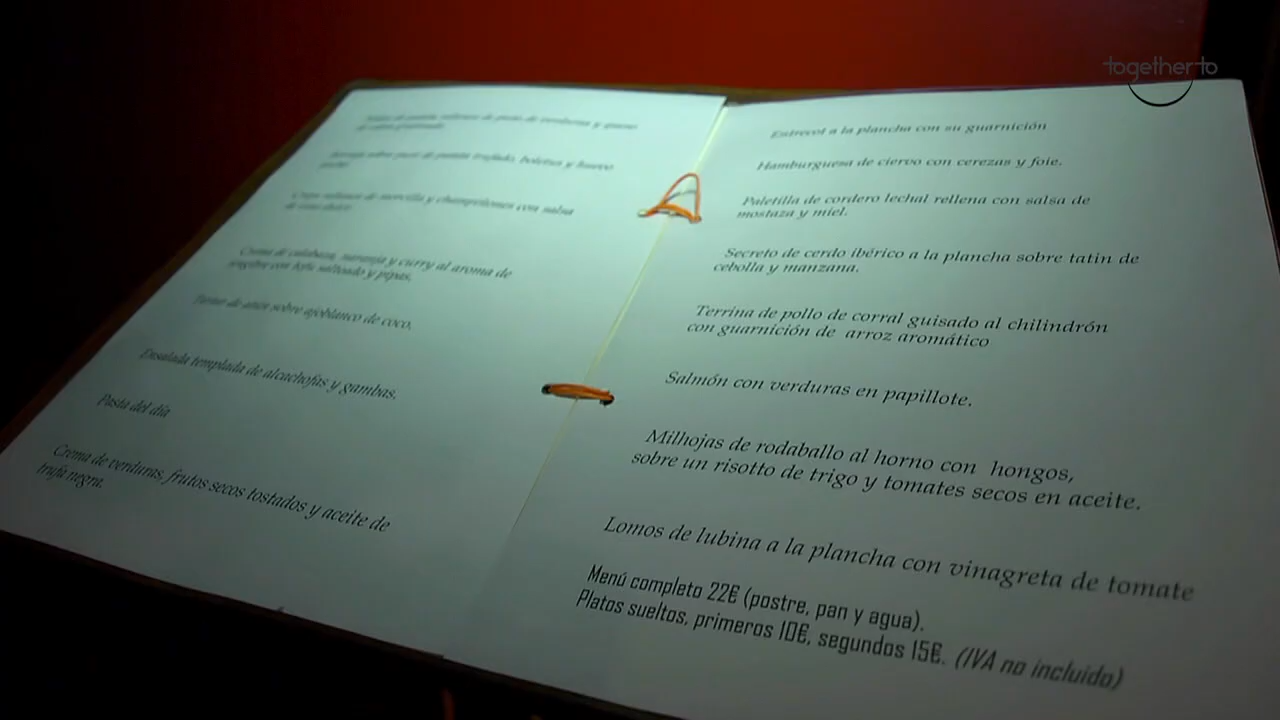 togetherto
y
Crema de calabaza, naranja y curry al aroma de
jengibre con tofu salteado y pipas.
Tartar de atún sobre ajoblanco de coco.
Ensalada templada de alcachofas y gambas.
Pasta del día
Crema de verduras, frutos secos tostados y aceite de
trufa negra.
Entrecot a la plancha con su guarnición
Hamburguesa de ciervo con cerezas y foie.
Paletilla de cordero lechal rellena con salsa de
mostaza y miel.
Secreto de cerdo ibérico a la plancha sobre tatin de
cebolla y manzana.
Terrina de pollo de corral guisado al chilindrón
con guarnición de arroz aromático
Salmón con verduras en papillote.
Milhojas de rodaballo al horno con hongos,
sobre un risotto de trigo y tomates secos en aceite.
Lomos de lubina a la plancha con vinagreta de tomate
Menú completo 22€ (postre, pan y agua).
Platos sueltos, primeros 10€, segundos 15€. (IVA no incluido)